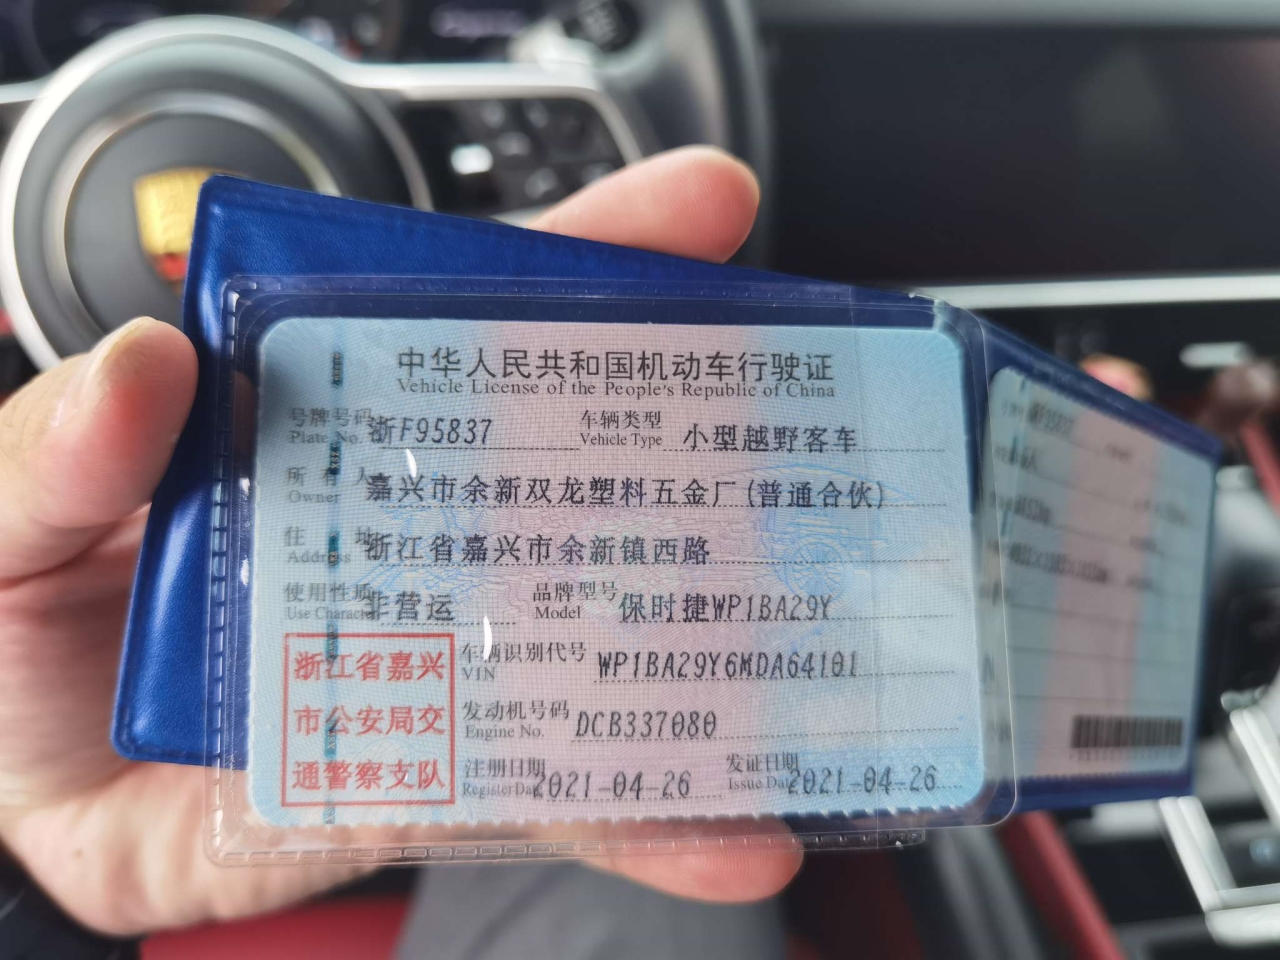 中华人民共和国机动车行驶证
Vehicle License of the People's Republic of China
号牌号码 浙F95837 车辆类型 小型越野客车
Plate No. Vehicle Type
所有人 嘉兴市余新双龙塑料五金厂(普通合伙)
Owner
住址 浙江省嘉兴市余新镇西路
Address
使用性质 非营运 品牌型号 保时捷WP1BA29Y
Use Character Model
浙江省嘉兴
市公安局交
通警察支队
车辆识别代号 WP1BA29Y6MDA64101
VIN
发动机号码 DCB337080
Engine No.
注册日期 2021-04-26 发证日期 2021-04-26
Register Date Issue Date